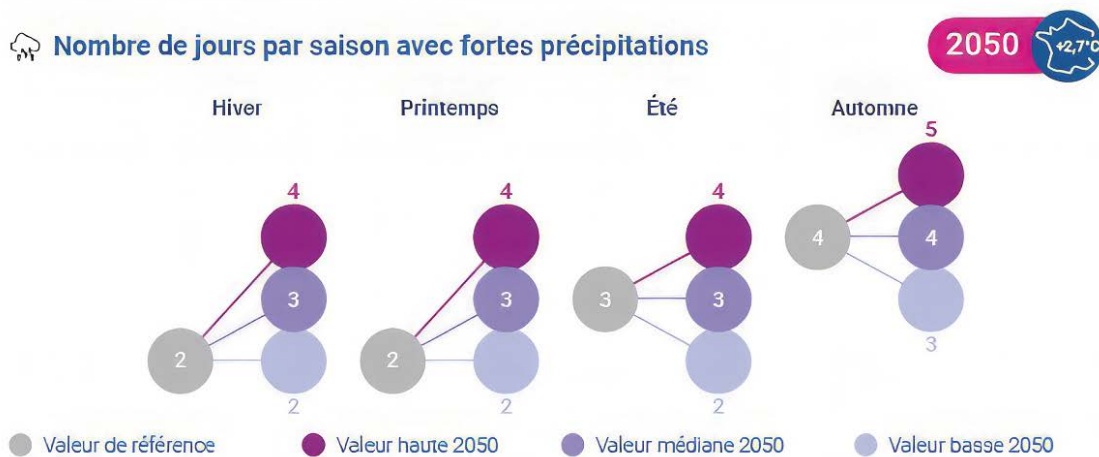 Nombre de jours par saison avec fortes précipitations
2050 +2,7°C
Hiver Printemps Été Automne
5
4 4 4
4 4
3 3 3 3
3
2 2
2 2 2
Valeur de référence Valeur haute 2050 Valeur médiane 2050 Valeur basse 2050